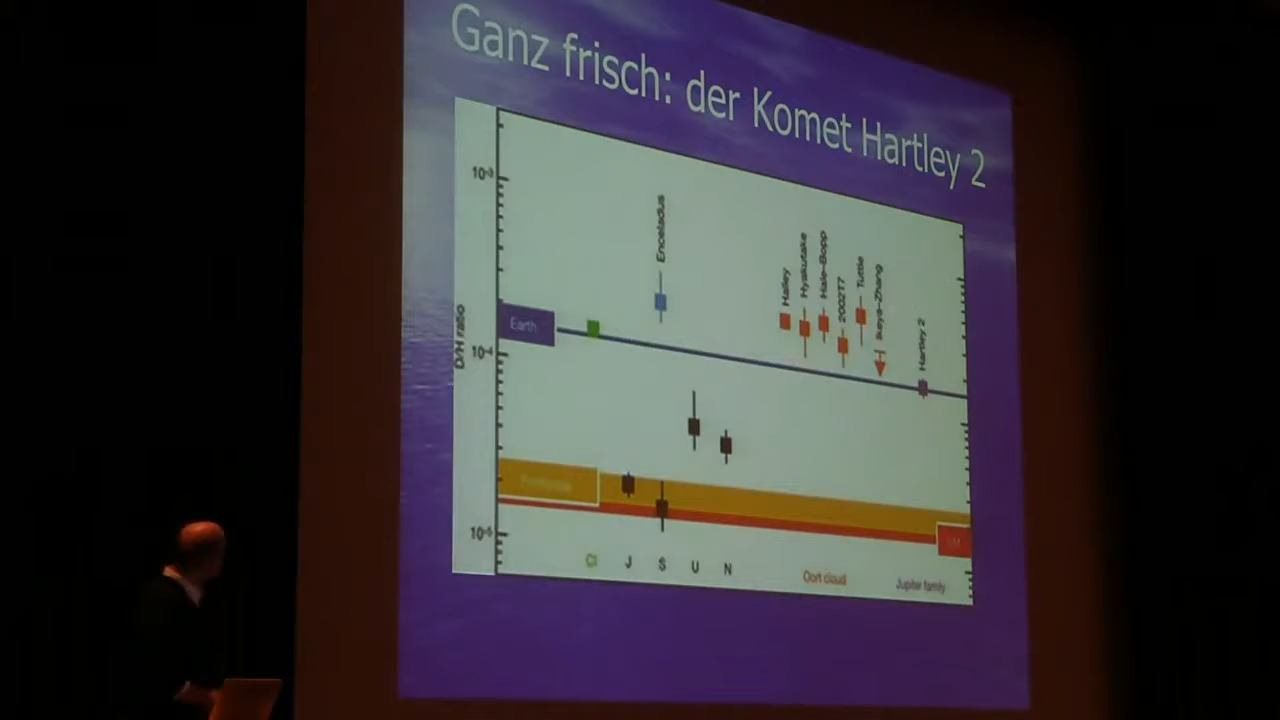 Ganz frisch: der Komet Hartley 2
10⁻³
10⁻⁴
10⁻⁵
D/H ratio
Earth
Enceladus
Halley
Hyakutake
Hale-Bopp
2002T7
Tuttle
Ikeya-Zhang
Hartley 2
CI
J
S
U
N
Oort cloud
Jupiter family